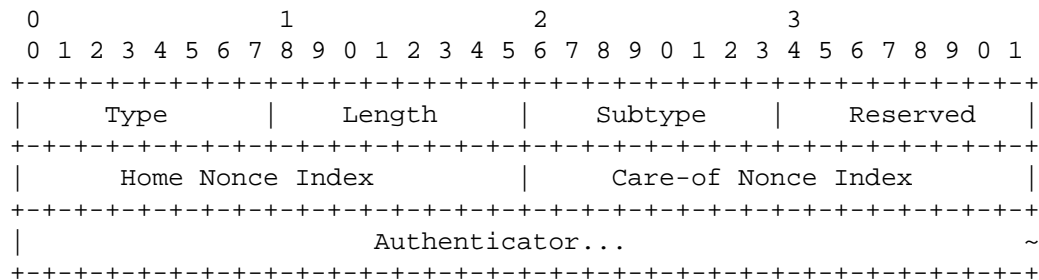 0                   1                   2                   3
 0 1 2 3 4 5 6 7 8 9 0 1 2 3 4 5 6 7 8 9 0 1 2 3 4 5 6 7 8 9 0 1
+-+-+-+-+-+-+-+-+-+-+-+-+-+-+-+-+-+-+-+-+-+-+-+-+-+-+-+-+-+-+-+-+
|     Type      |    Length     |    Subtype    |    Reserved   |
+-+-+-+-+-+-+-+-+-+-+-+-+-+-+-+-+-+-+-+-+-+-+-+-+-+-+-+-+-+-+-+-+
|      Home Nonce Index         |     Care-of Nonce Index       |
+-+-+-+-+-+-+-+-+-+-+-+-+-+-+-+-+-+-+-+-+-+-+-+-+-+-+-+-+-+-+-+-+
|                      Authenticator...                         ~
+-+-+-+-+-+-+-+-+-+-+-+-+-+-+-+-+-+-+-+-+-+-+-+-+-+-+-+-+-+-+-+-+